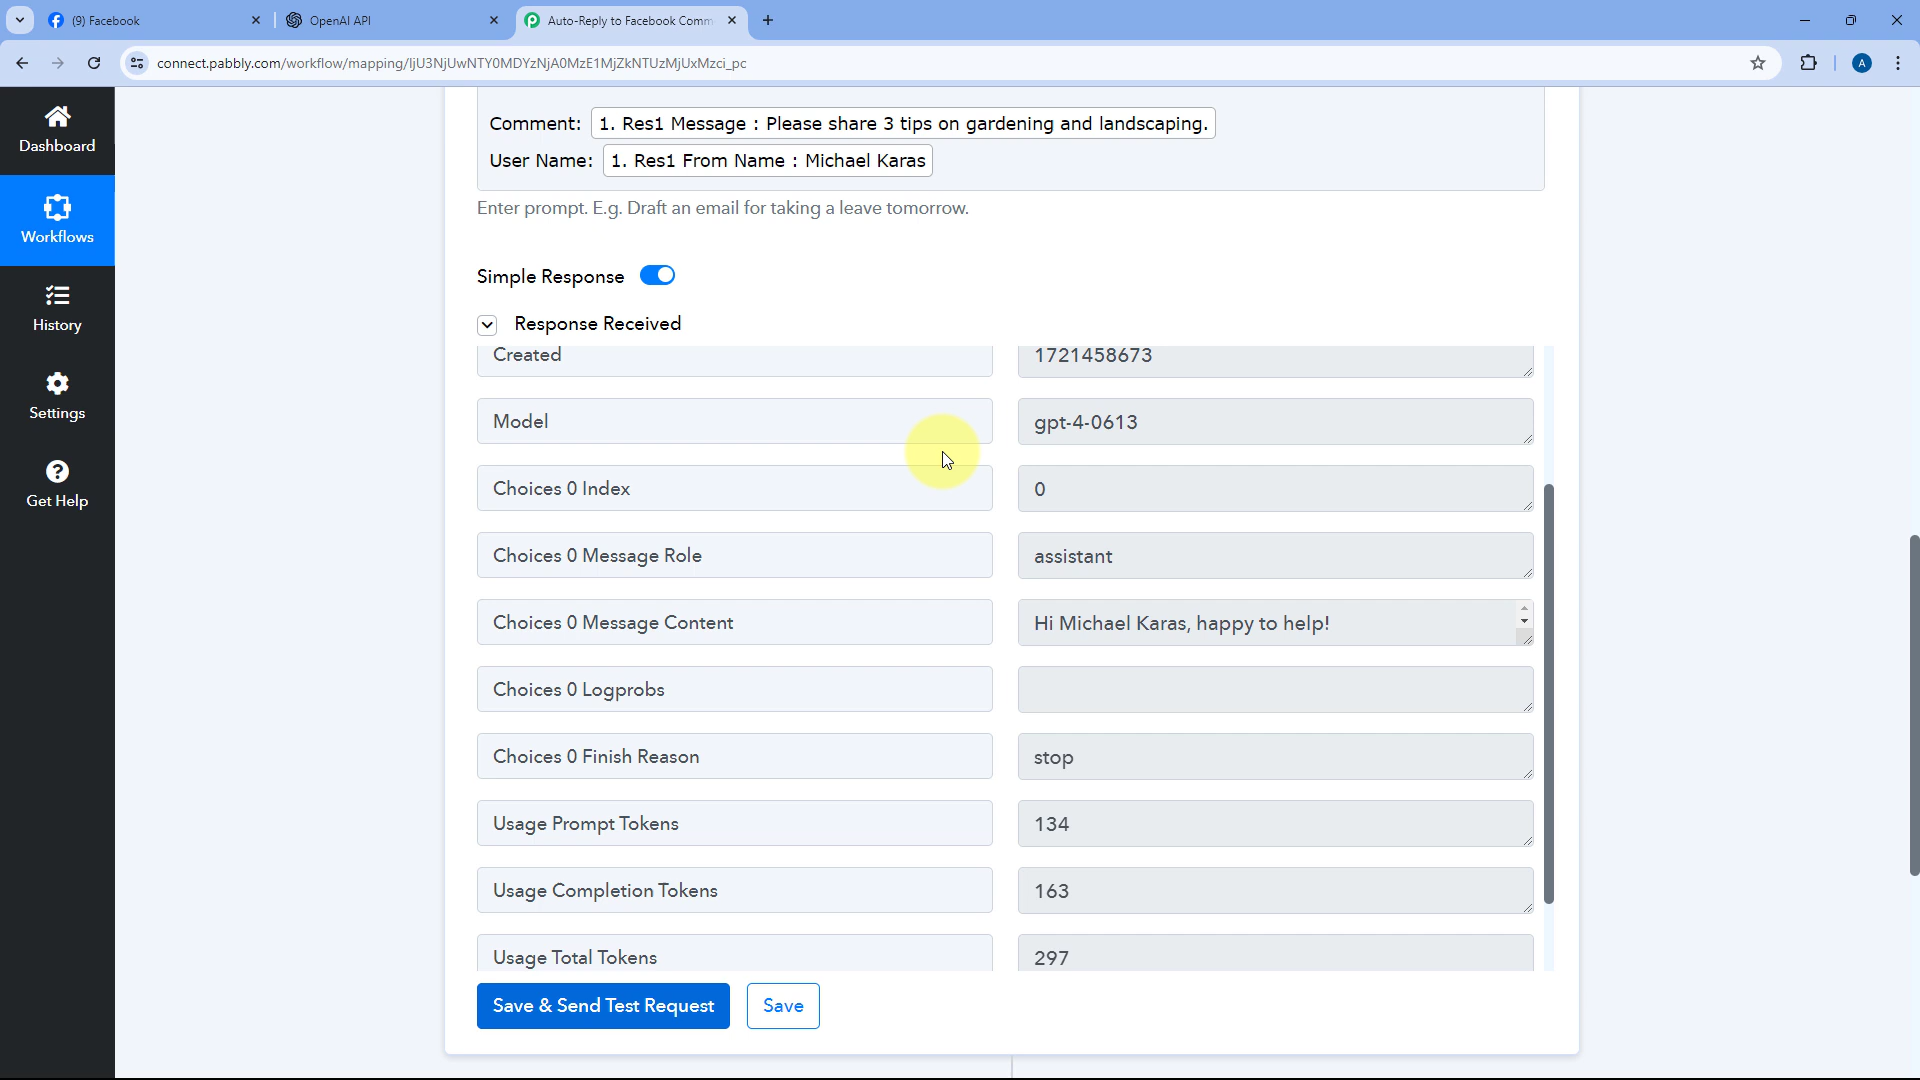 (9) Facebook
OpenAI API
Auto-Reply to Facebook Comm
connect.pabbly.com/workflow/mapping/IjU3NjUwNTY0MDYzNjA0MzE1MjZkNTUzMjUxMzci_pc
A
Dashboard
Workflows
History
Settings
Get Help
Comment: 1. Res1 Message : Please share 3 tips on gardening and landscaping.
User Name: 1. Res1 From Name : Michael Karas
Enter prompt. E.g. Draft an email for taking a leave tomorrow.
Simple Response
Response Received
Created 1721458673
Model gpt-4-0613
Choices 0 Index 0
Choices 0 Message Role assistant
Choices 0 Message Content Hi Michael Karas, happy to help!
Choices 0 Logprobs
Choices 0 Finish Reason stop
Usage Prompt Tokens 134
Usage Completion Tokens 163
Usage Total Tokens 297
Save & Send Test Request Save